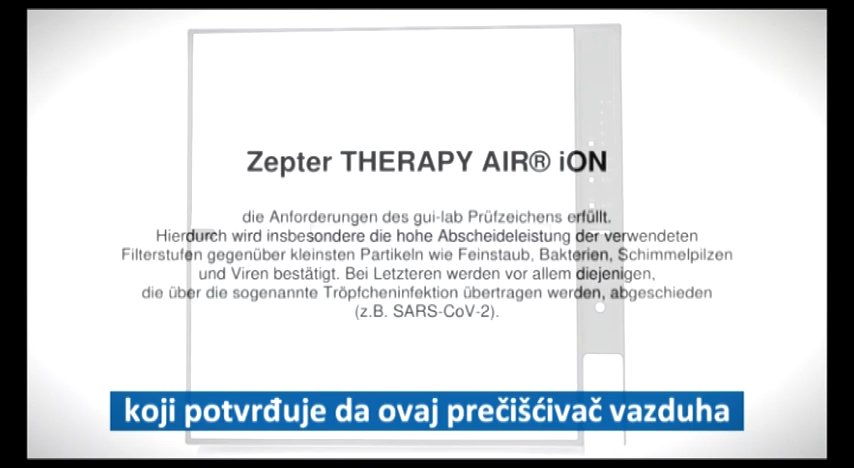 Zepter THERAPY AIR® iON
die Anforderungen des gui-lab Prüfzeichens erfüllt.
Hierdurch wird insbesondere die hohe Abscheideleistung der verwendeten
Filterstufen gegenüber kleinsten Partikeln wie Feinstaub, Bakterien, Schimmelpilzen
und Viren bestätigt. Bei Letzteren werden vor allem diejenigen,
die über die sogenannte Tröpfcheninfektion übertragen werden, abgeschieden
(z.B. SARS-CoV-2).
koji potvrđuje da ovaj prečišćivač vazduha